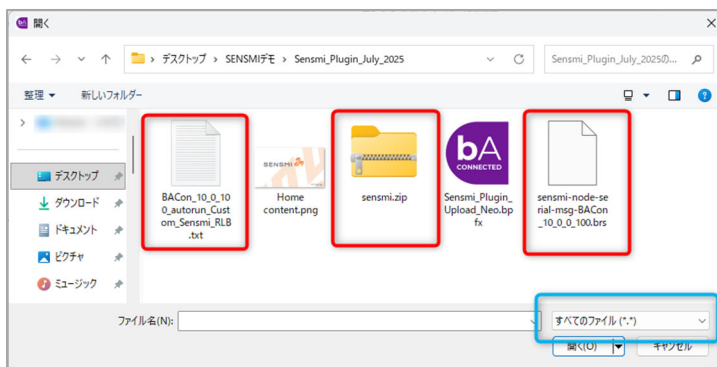 bA 開く
デスクトップ › SENSMIデモ › Sensmi_Plugin_July_2025
Sensmi_Plugin_July_2025の...
整理
新しいフォルダー
デスクトップ
ダウンロード
ドキュメント
ピクチャ
ミュージック
BACon_10_0_10
0_autorun_Cust
om_Sensmi_RLB
.txt
SENSMI
Home
content.png
sensmi.zip
bA
CONNECTED
Sensmi_Plugin_
Upload_Neo.bp
fx
sensmi-node-se
rial-msg-BACon
_10_0_0_100.brs
ファイル名(N):
すべてのファイル (*.*)
開く(O)
キャンセル